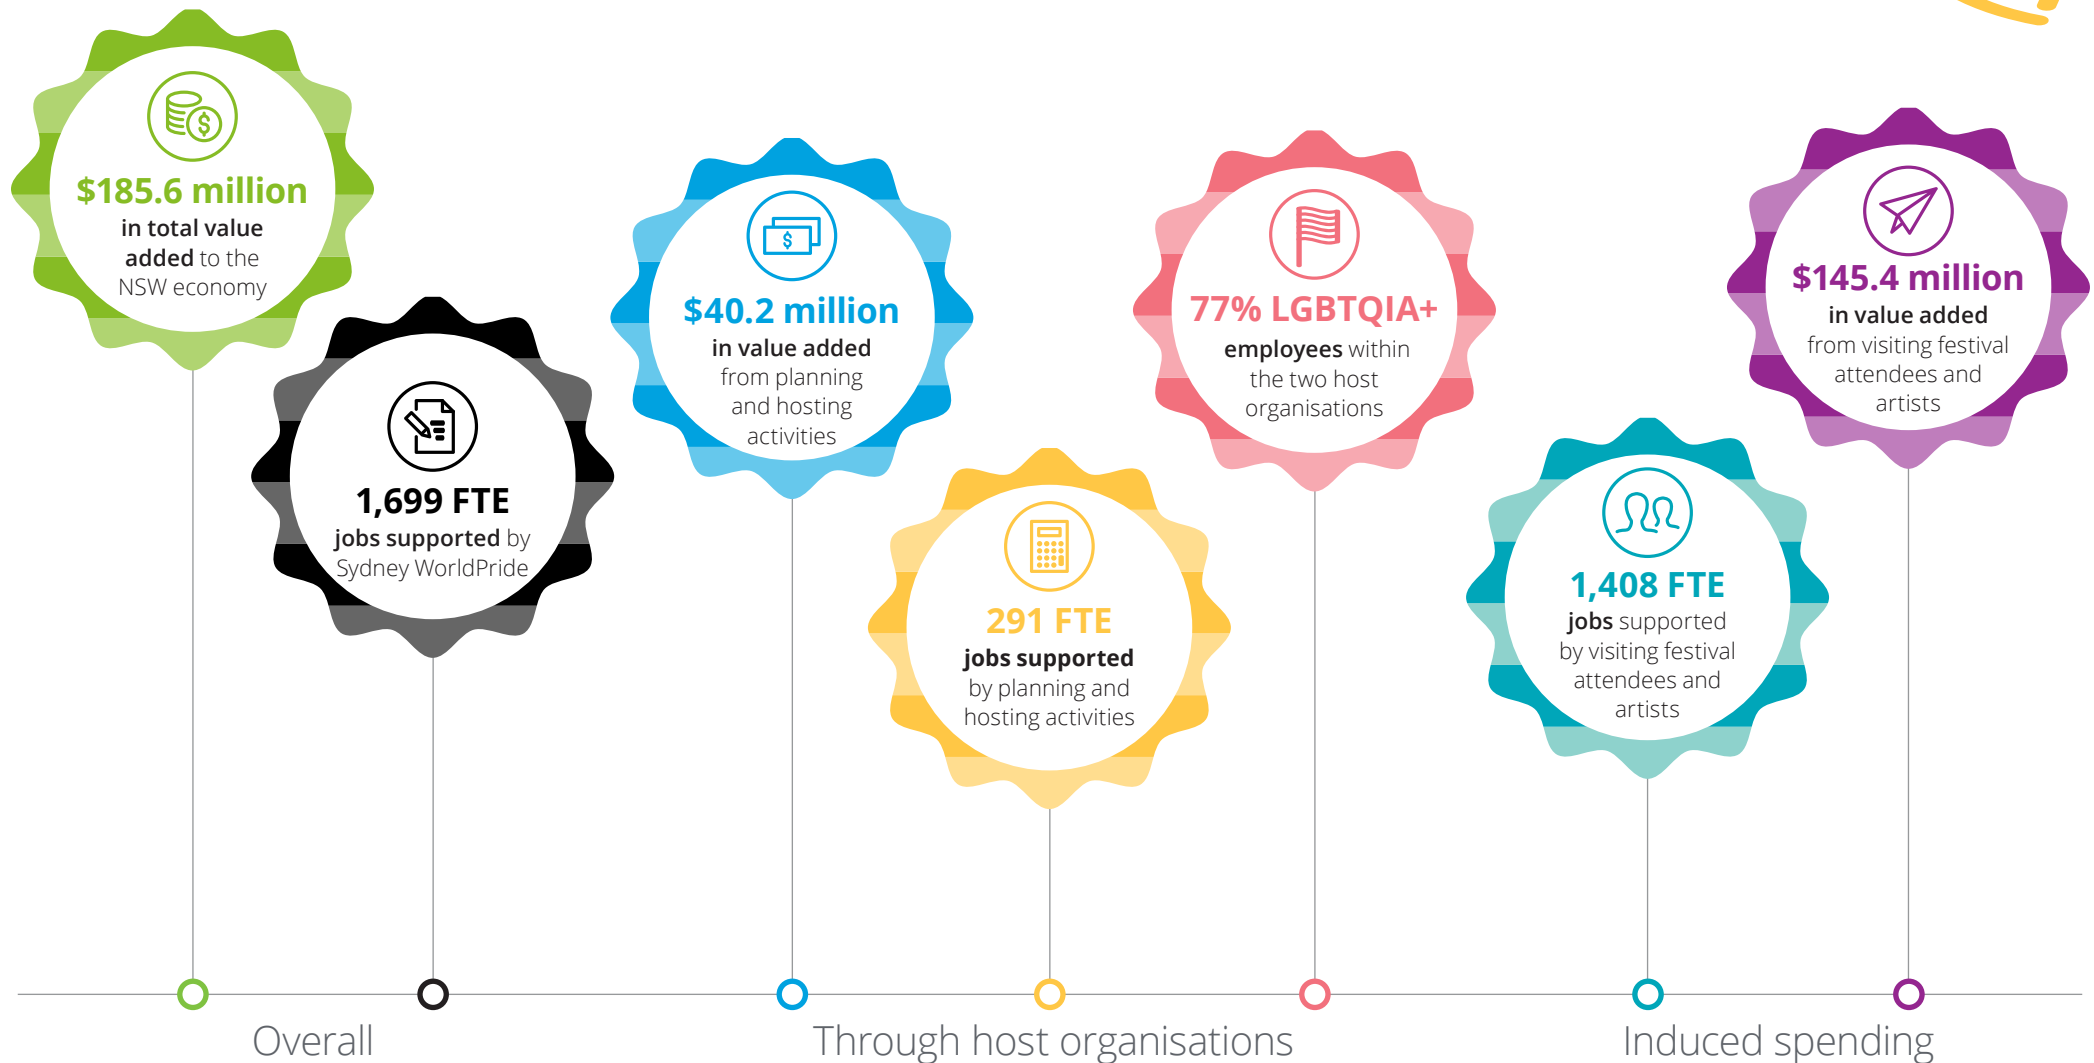 $185.6 million
in total value
added to the
NSW economy
1,699 FTE
jobs supported by
Sydney WorldPride
$40.2 million
in value added
from planning
and hosting
activities
291 FTE
jobs supported
by planning and
hosting activities
77% LGBTQIA+
employees within
the two host
organisations
1,408 FTE
jobs supported
by visiting festival
attendees and
artists
$145.4 million
in value added
from visiting festival
attendees and
artists
Overall
Through host organisations
Induced spending